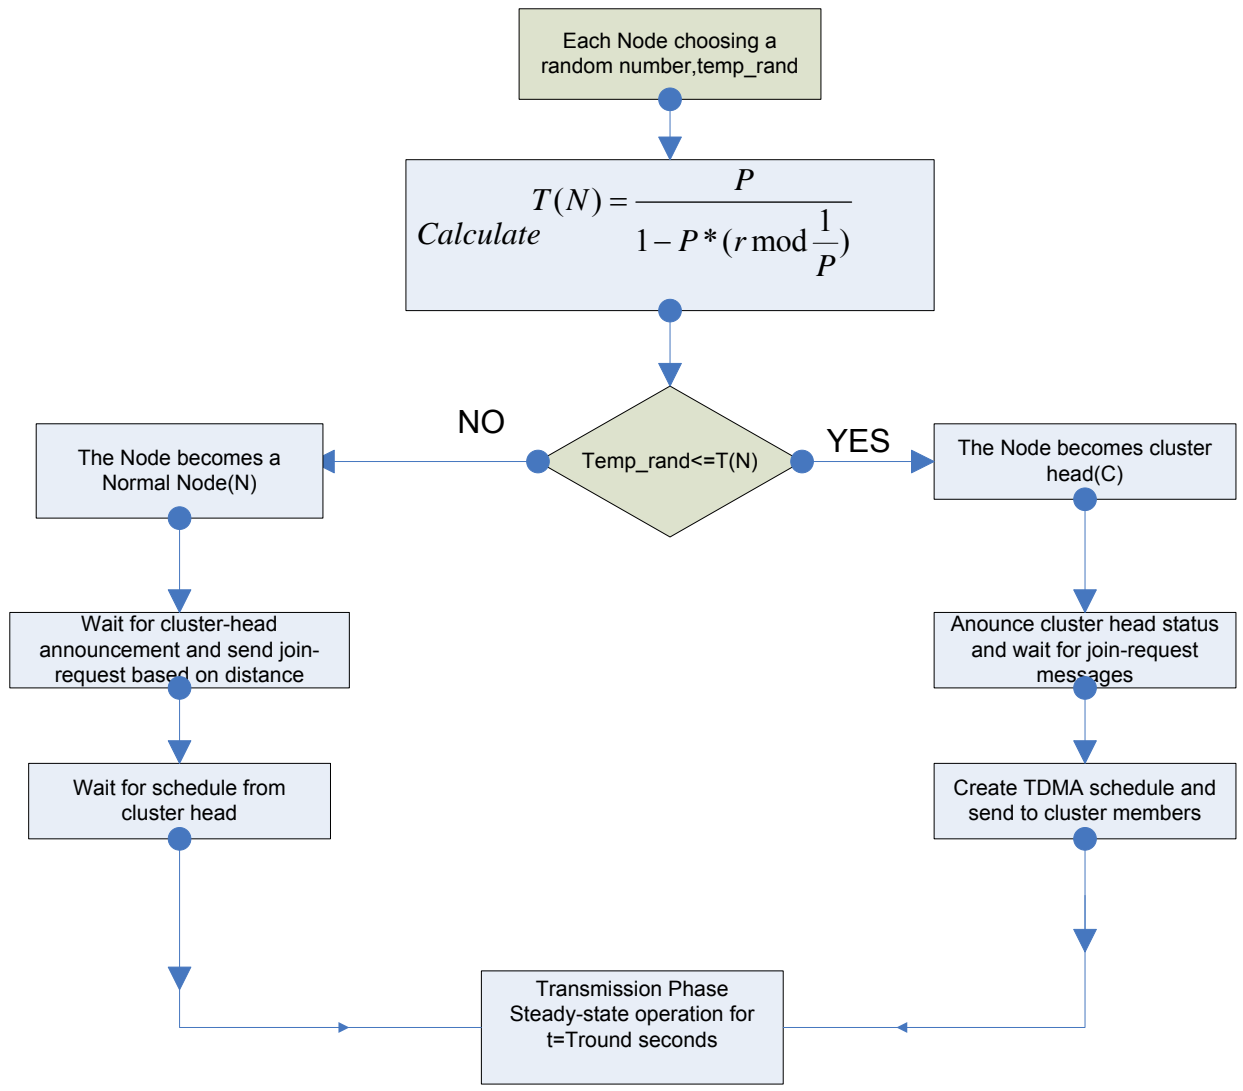 Each Node choosing a
random number,temp_rand
Calculate T(N) = P / (1 − P * (r mod 1/P))
NO
YES
Temp_rand<=T(N)
The Node becomes a
Normal Node(N)
The Node becomes cluster
head(C)
Wait for cluster-head
announcement and send join-
request based on distance
Anounce cluster head status
and wait for join-request
messages
Wait for schedule from
cluster head
Create TDMA schedule and
send to cluster members
Transmission Phase
Steady-state operation for
t=Tround seconds